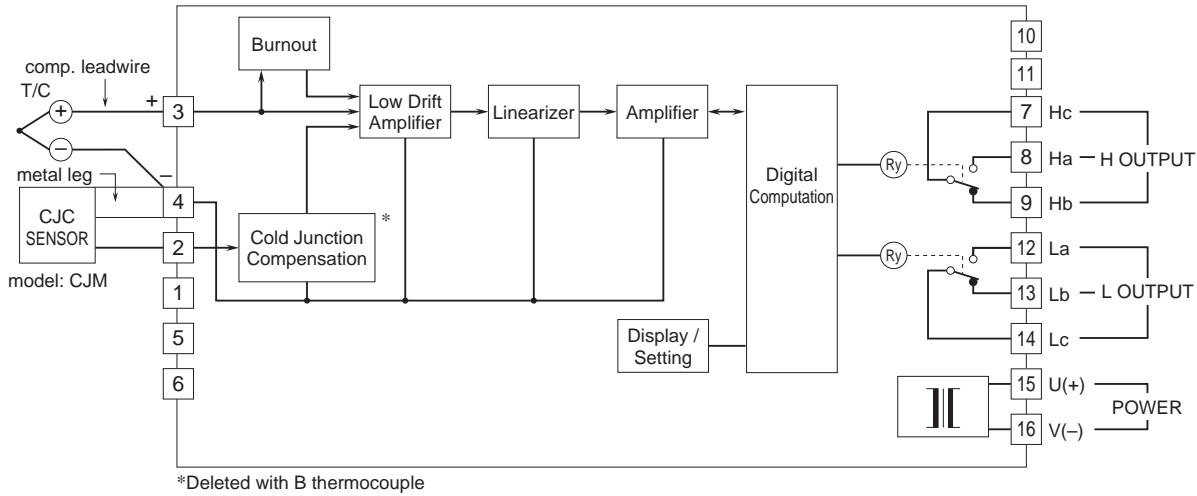 comp. leadwire
T/C
+
−
+
−
metal leg
CJC
SENSOR
model: CJM
3
4
2
1
5
6
Burnout
Low Drift
Amplifier
Linearizer
Amplifier
*
Cold Junction
Compensation
Digital
Computation
Display /
Setting
Ry
Ry
10
11
7 Hc
8 Ha
H OUTPUT
9 Hb
12 La
13 Lb
L OUTPUT
14 Lc
15 U(+)
POWER
16 V(−)
*Deleted with B thermocouple